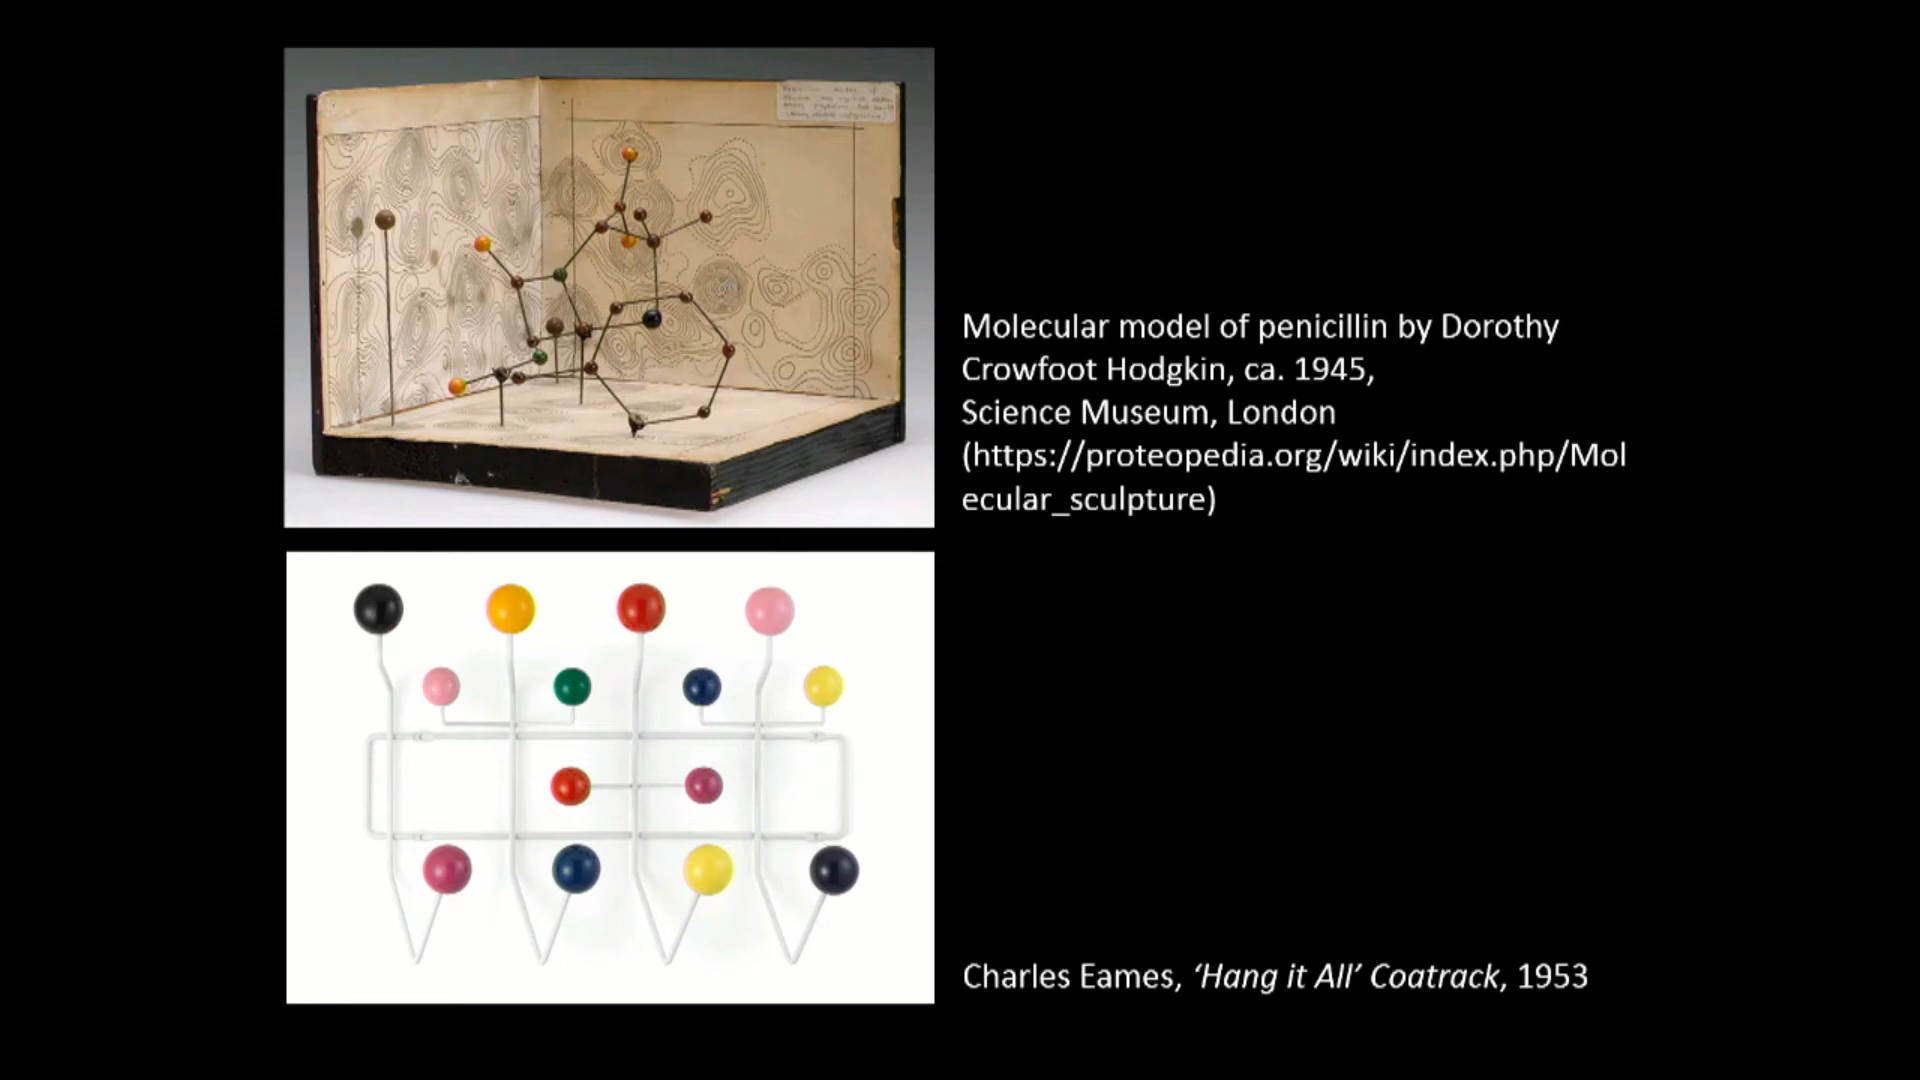 Molecular model of penicillin by Dorothy
Crowfoot Hodgkin, ca. 1945,
Science Museum, London
(https://proteopedia.org/wiki/index.php/Mol
ecular_sculpture)
Charles Eames, ‘Hang it All’ Coatrack, 1953